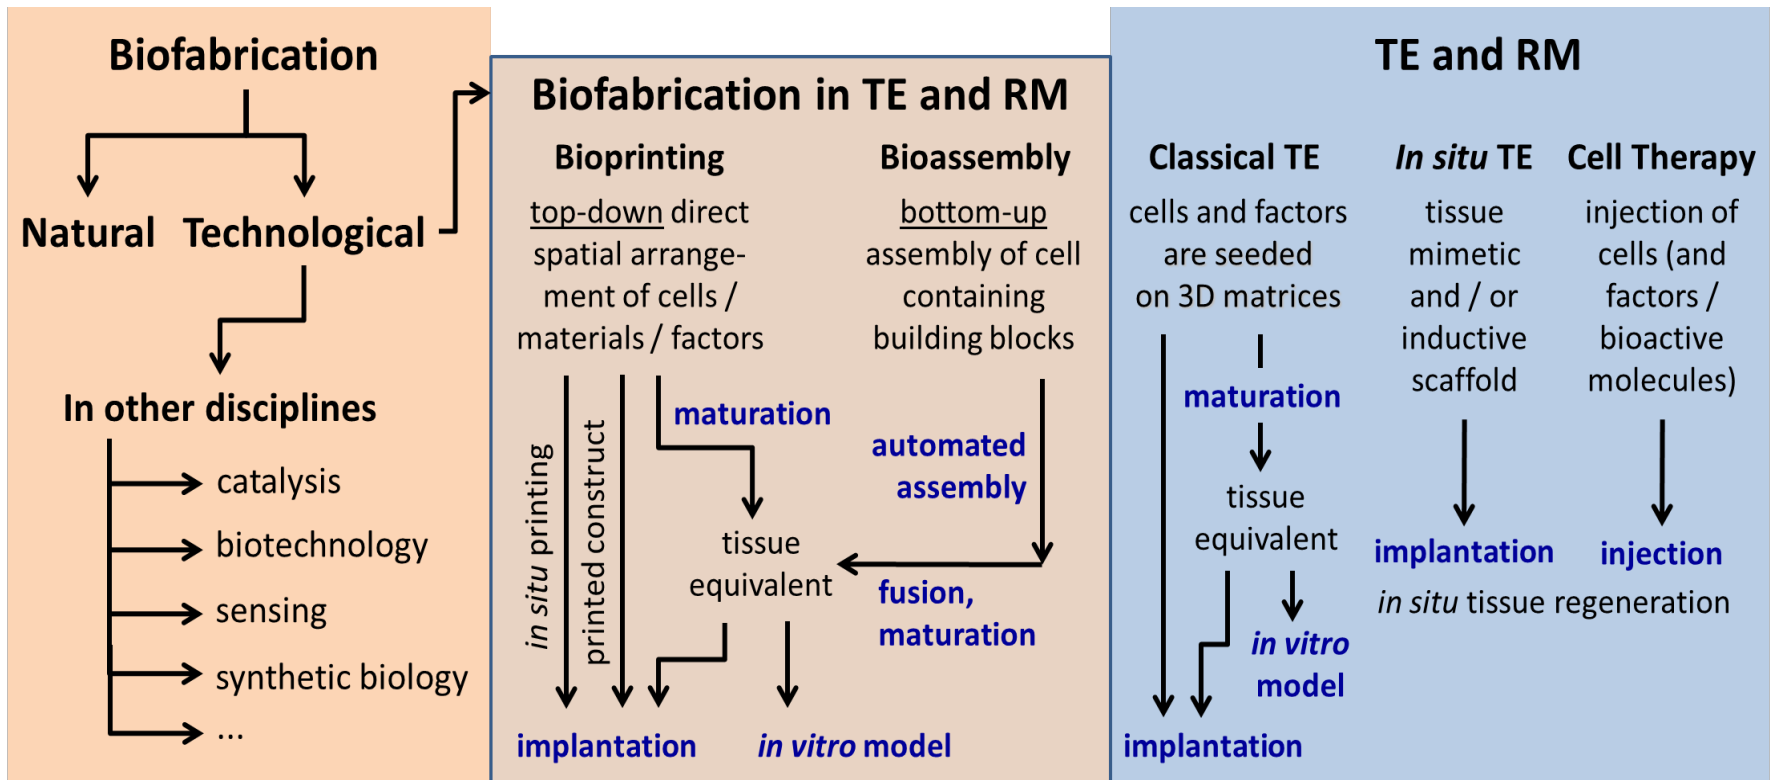 Biofabrication
Natural
Technological
In other disciplines
catalysis
biotechnology
sensing
synthetic biology
...
Biofabrication in TE and RM
Bioprinting
top-down direct
spatial arrange-
ment of cells /
materials / factors
in situ printing
printed construct
maturation
tissue
equivalent
implantation
in vitro model
Bioassembly
bottom-up
assembly of cell
containing
building blocks
automated
assembly
fusion,
maturation
TE and RM
Classical TE
cells and factors
are seeded
on 3D matrices
maturation
tissue
equivalent
in vitro
model
implantation
In situ TE
tissue
mimetic
and / or
inductive
scaffold
implantation
Cell Therapy
injection of
cells (and
factors /
bioactive
molecules)
injection
in situ tissue regeneration